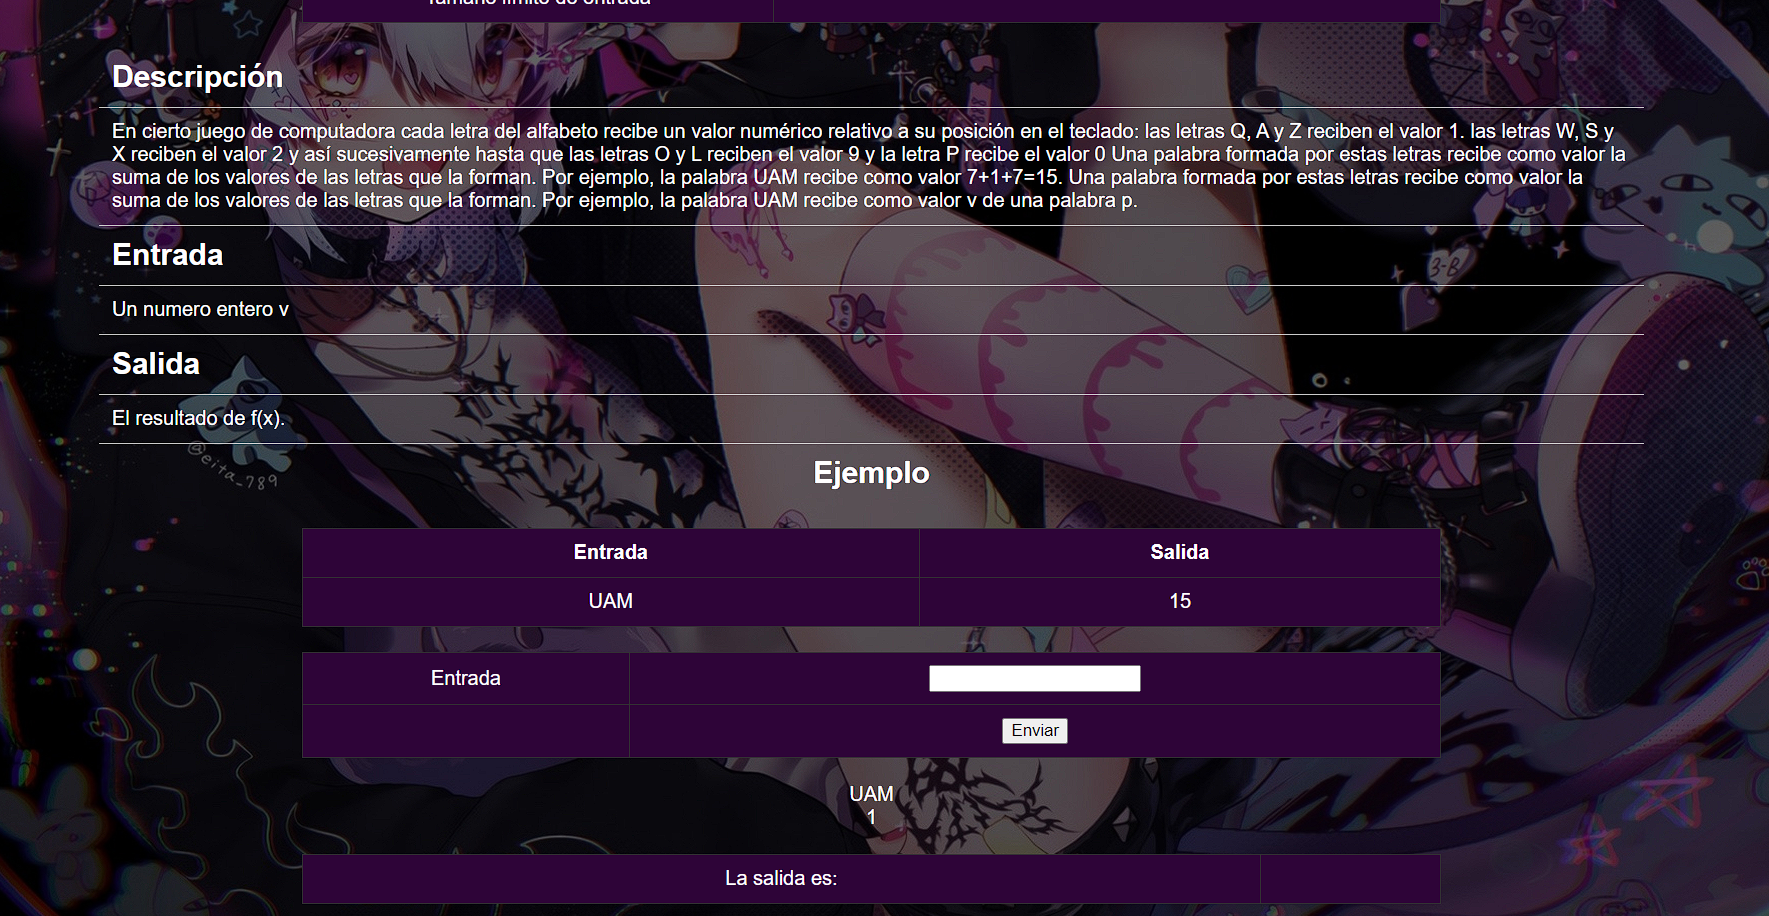 Tamaño límite de entrada
Descripción
En cierto juego de computadora cada letra del alfabeto recibe un valor numérico relativo a su posición en el teclado: las letras Q, A y Z reciben el valor 1. las letras W, S y
X reciben el valor 2 y así sucesivamente hasta que las letras O y L reciben el valor 9 y la letra P recibe el valor 0 Una palabra formada por estas letras recibe como valor la
suma de los valores de las letras que la forman. Por ejemplo, la palabra UAM recibe como valor 7+1+7=15. Una palabra formada por estas letras recibe como valor la
suma de los valores de las letras que la forman. Por ejemplo, la palabra UAM recibe como valor v de una palabra p.
Entrada
Un numero entero v
3-B
Salida
El resultado de f(x).
@eita_789
Ejemplo
Entrada Salida
UAM 15
Entrada
Enviar
UAM
1
La salida es: